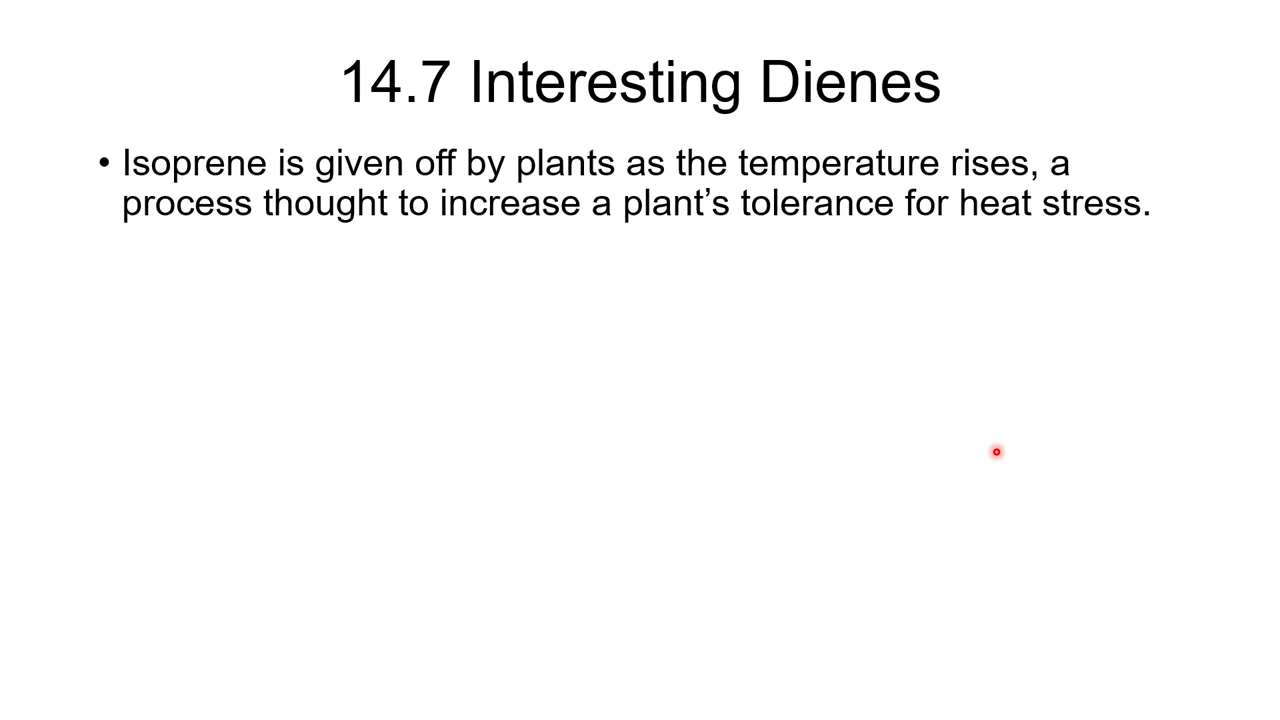 14.7 Interesting Dienes
• Isoprene is given off by plants as the temperature rises, a
process thought to increase a plant’s tolerance for heat stress.